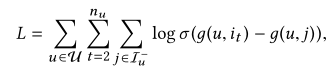 L = \sum_{u \in \mathcal{U}} \sum_{t=2}^{n_u} \sum_{j \in \mathcal{I}_u^-} \log \sigma(g(u, i_t) - g(u, j)),